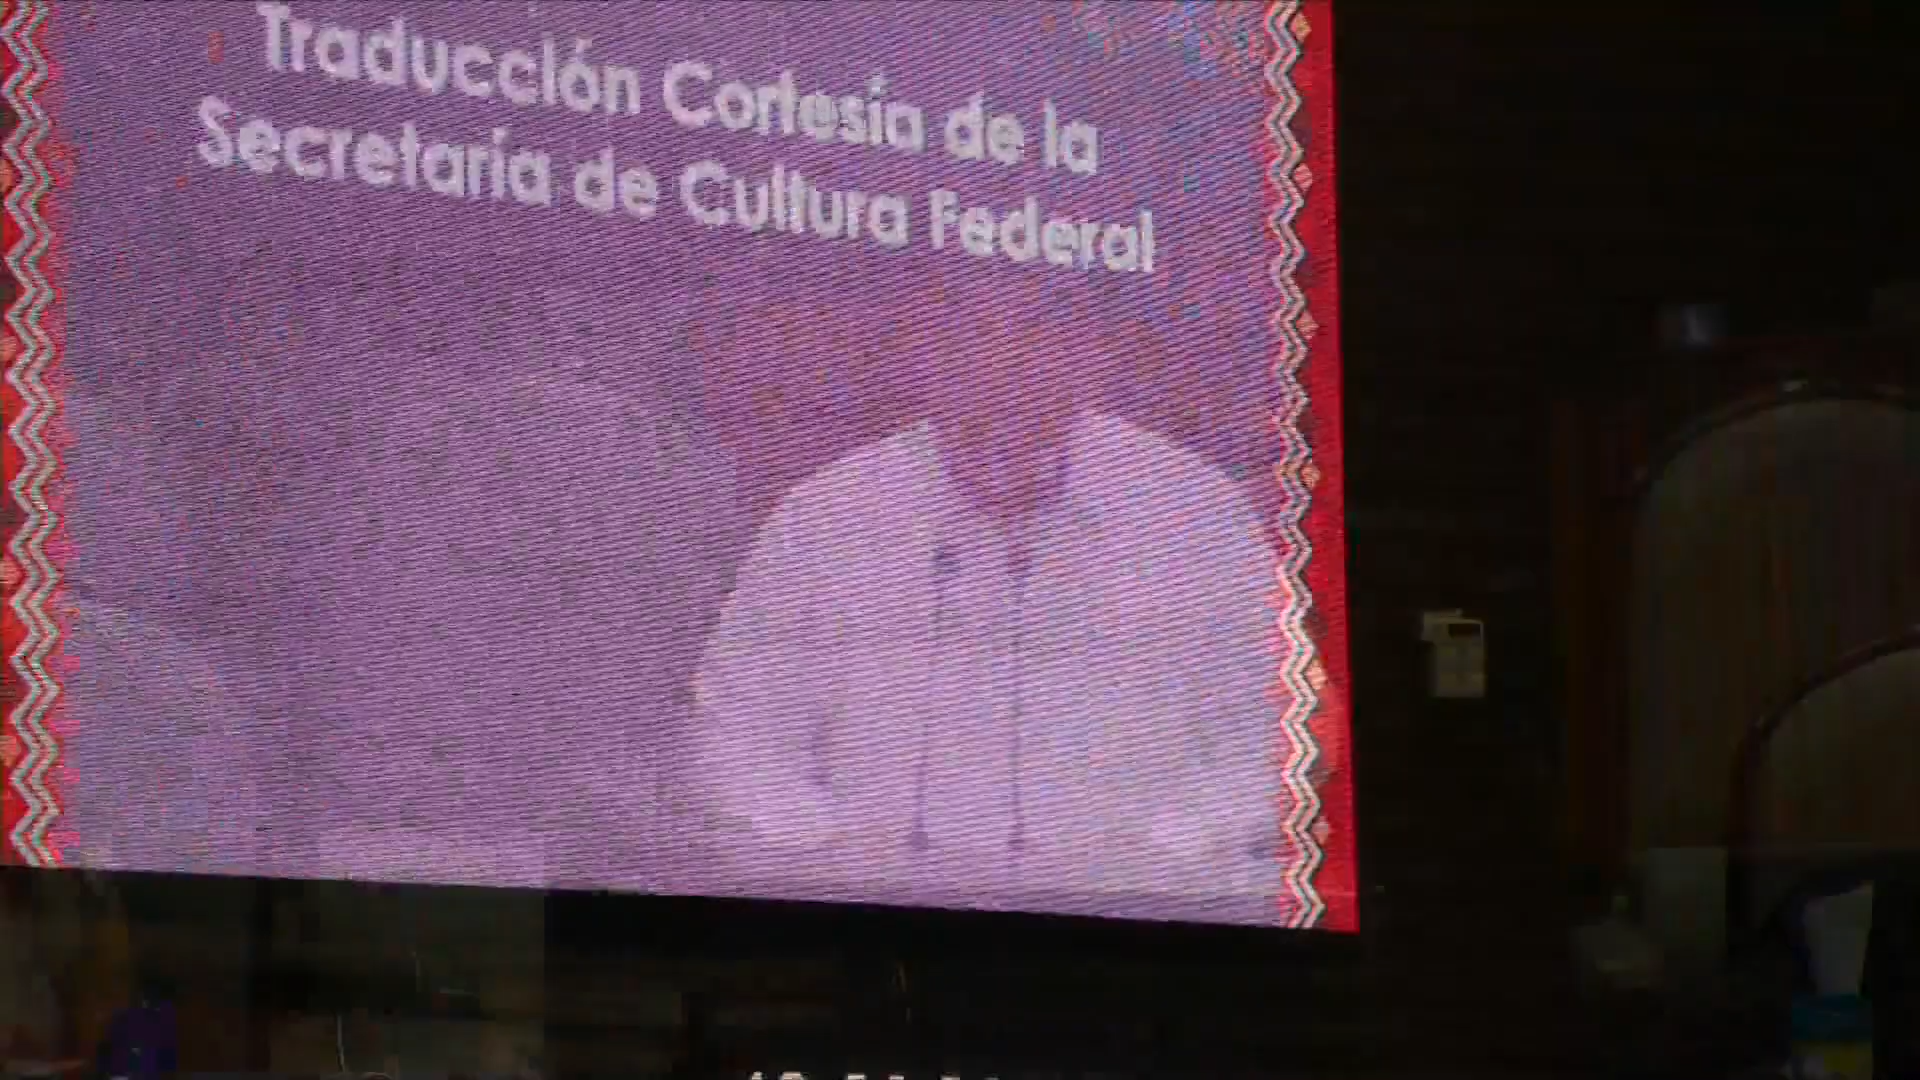 Traducción Cortesía de la
Secretaría de Cultura Federal